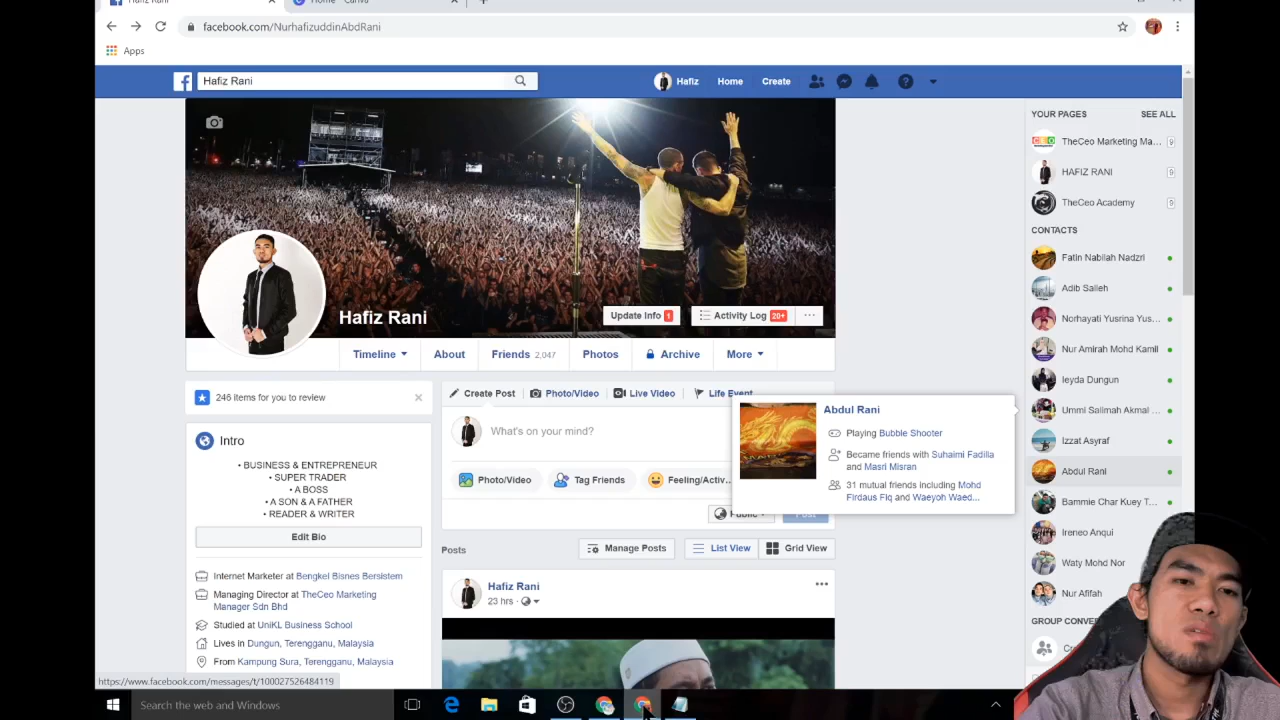 Home - Canva
facebook.com/NurhafizuddinAbdRani
Apps
Hafiz Rani
Hafiz
Home
Create
Hafiz Rani
Update Info 1
Activity Log 20+
Timeline
About
Friends 2,047
Photos
Archive
More
246 items for you to review
Intro
• BUSINESS & ENTREPRENEUR
• SUPER TRADER
• A BOSS
• A SON & A FATHER
• READER & WRITER
Edit Bio
Internet Marketer at Bengkel Bisnes Bersistem
Managing Director at TheCeo Marketing
Manager Sdn Bhd
Studied at UniKL Business School
Lives in Dungun, Terengganu, Malaysia
From Kampung Sura, Terengganu, Malaysia
https://www.facebook.com/messages/t/100027526484119
Create Post
Photo/Video
Live Video
Life Event
What's on your mind?
Photo/Video
Tag Friends
Feeling/Activ...
Public
Post
Posts
Manage Posts
List View
Grid View
Hafiz Rani
23 hrs
Abdul Rani
Playing Bubble Shooter
Became friends with Suhaimi Fadilla
and Masri Misran
31 mutual friends including Mohd
Firdaus Fiq and Waeyoh Waed...
YOUR PAGES SEE ALL
TheCeo Marketing Ma... 9
HAFIZ RANI 9
TheCeo Academy 9
CONTACTS
Fatin Nabilah Nadzri
Adib Salleh
Norhayati Yusrina Yus...
Nur Amirah Mohd Kamil
Ieyda Dungun
Ummi Salimah Akmal ...
Izzat Asyraf
Abdul Rani
Bammie Char Kuey T...
Ireneo Anqui
Waty Mohd Nor
Nur Afifah
Search the web and Windows